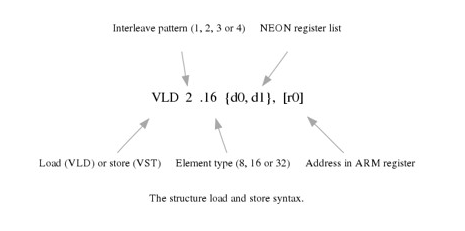 Interleave pattern (1, 2, 3 or 4) NEON register list
VLD 2 .16 {d0, d1}, [r0]
Load (VLD) or store (VST) Element type (8, 16 or 32) Address in ARM register
The structure load and store syntax.